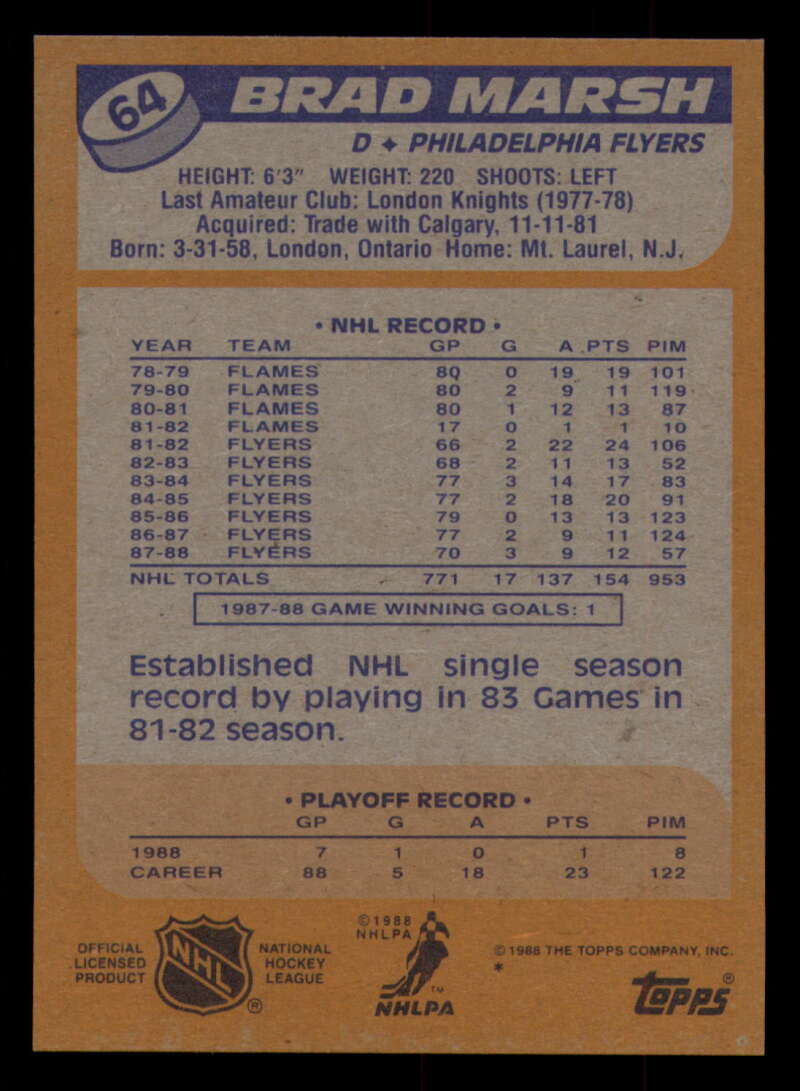 64
BRAD MARSH
D ✦ PHILADELPHIA FLYERS
HEIGHT: 6'3" WEIGHT: 220 SHOOTS: LEFT
Last Amateur Club: London Knights (1977-78)
Acquired: Trade with Calgary, 11-11-81
Born: 3-31-58, London, Ontario Home: Mt. Laurel, N.J.
• NHL RECORD •
YEAR TEAM GP G A PTS PIM
78-79 FLAMES 80 0 19 19 101
79-80 FLAMES 80 2 9 11 119
80-81 FLAMES 80 1 12 13 87
81-82 FLAMES 17 0 1 1 10
81-82 FLYERS 66 2 22 24 106
82-83 FLYERS 68 2 11 13 52
83-84 FLYERS 77 3 14 17 83
84-85 FLYERS 77 2 18 20 91
85-86 FLYERS 79 0 13 13 123
86-87 FLYERS 77 2 9 11 124
87-88 FLYERS 70 3 9 12 57
NHL TOTALS 771 17 137 154 953
1987-88 GAME WINNING GOALS: 1
Established NHL single season
record by playing in 83 Games in
81-82 season.
• PLAYOFF RECORD •
GP G A PTS PIM
1988 7 1 0 1 8
CAREER 88 5 18 23 122
OFFICIAL
LICENSED
PRODUCT
NHL
®
NATIONAL
HOCKEY
LEAGUE
©1988
NHLPA
TM
NHLPA
©1988 THE TOPPS COMPANY, INC.
*
TOPPS®